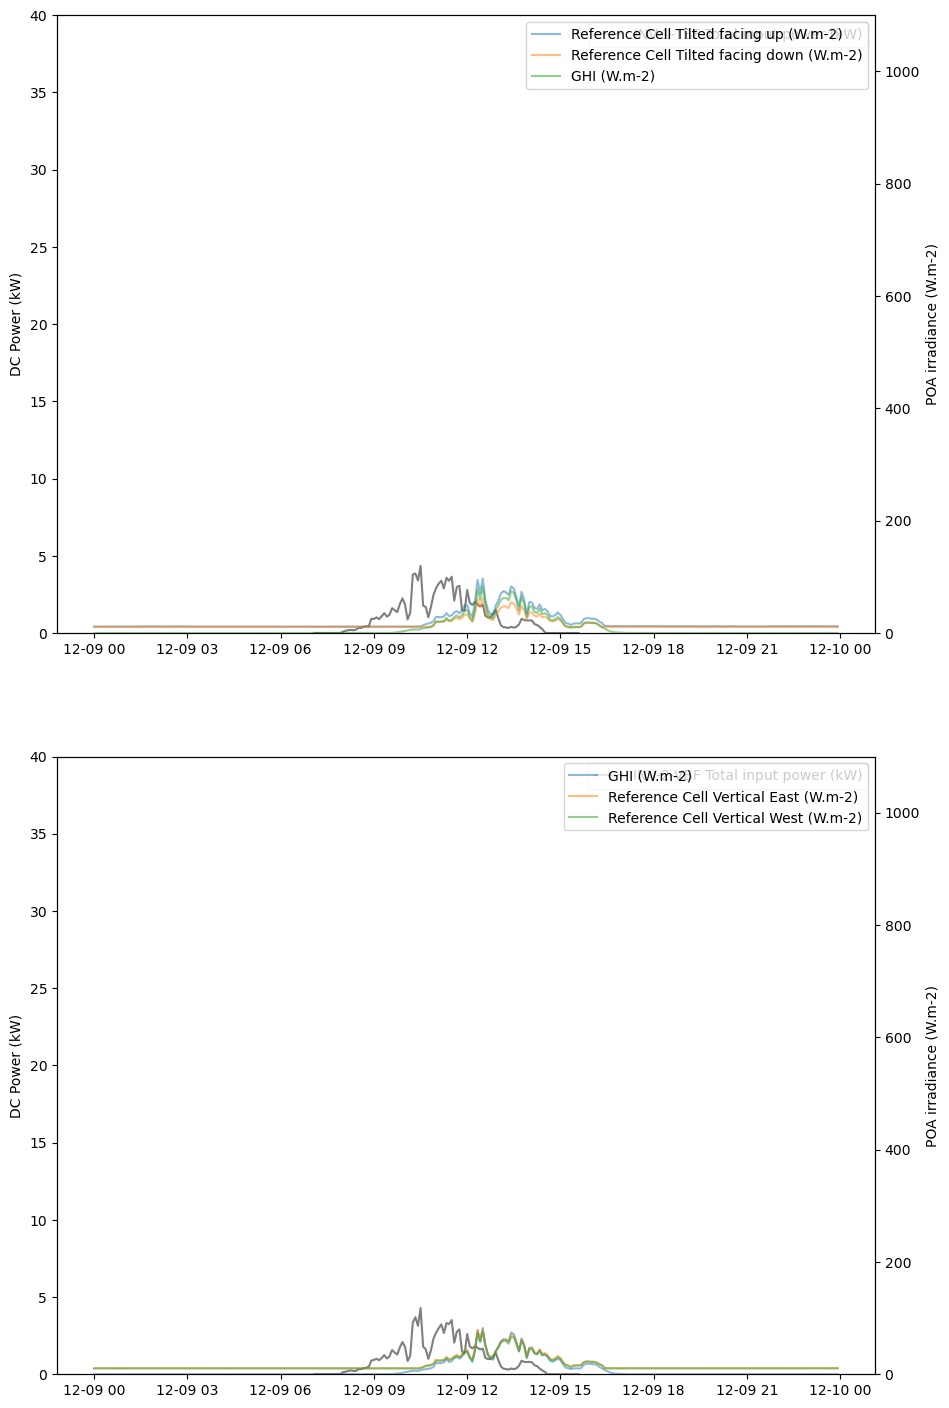 40
35
30
25
20
15
10
5
0
DC Power (kW)
Reference Cell Tilted facing up (W.m-2)
Reference Cell Tilted facing down (W.m-2)
GHI (W.m-2)
1000
800
600
400
200
0
POA irradiance (W.m-2)
12-09 00 12-09 03 12-09 06 12-09 09 12-09 12 12-09 15 12-09 18 12-09 21 12-10 00
40
35
30
25
20
15
10
5
0
DC Power (kW)
GHI (W.m-2) Total input power (kW)
Reference Cell Vertical East (W.m-2)
Reference Cell Vertical West (W.m-2)
1000
800
600
400
200
0
POA irradiance (W.m-2)
12-09 00 12-09 03 12-09 06 12-09 09 12-09 12 12-09 15 12-09 18 12-09 21 12-10 00